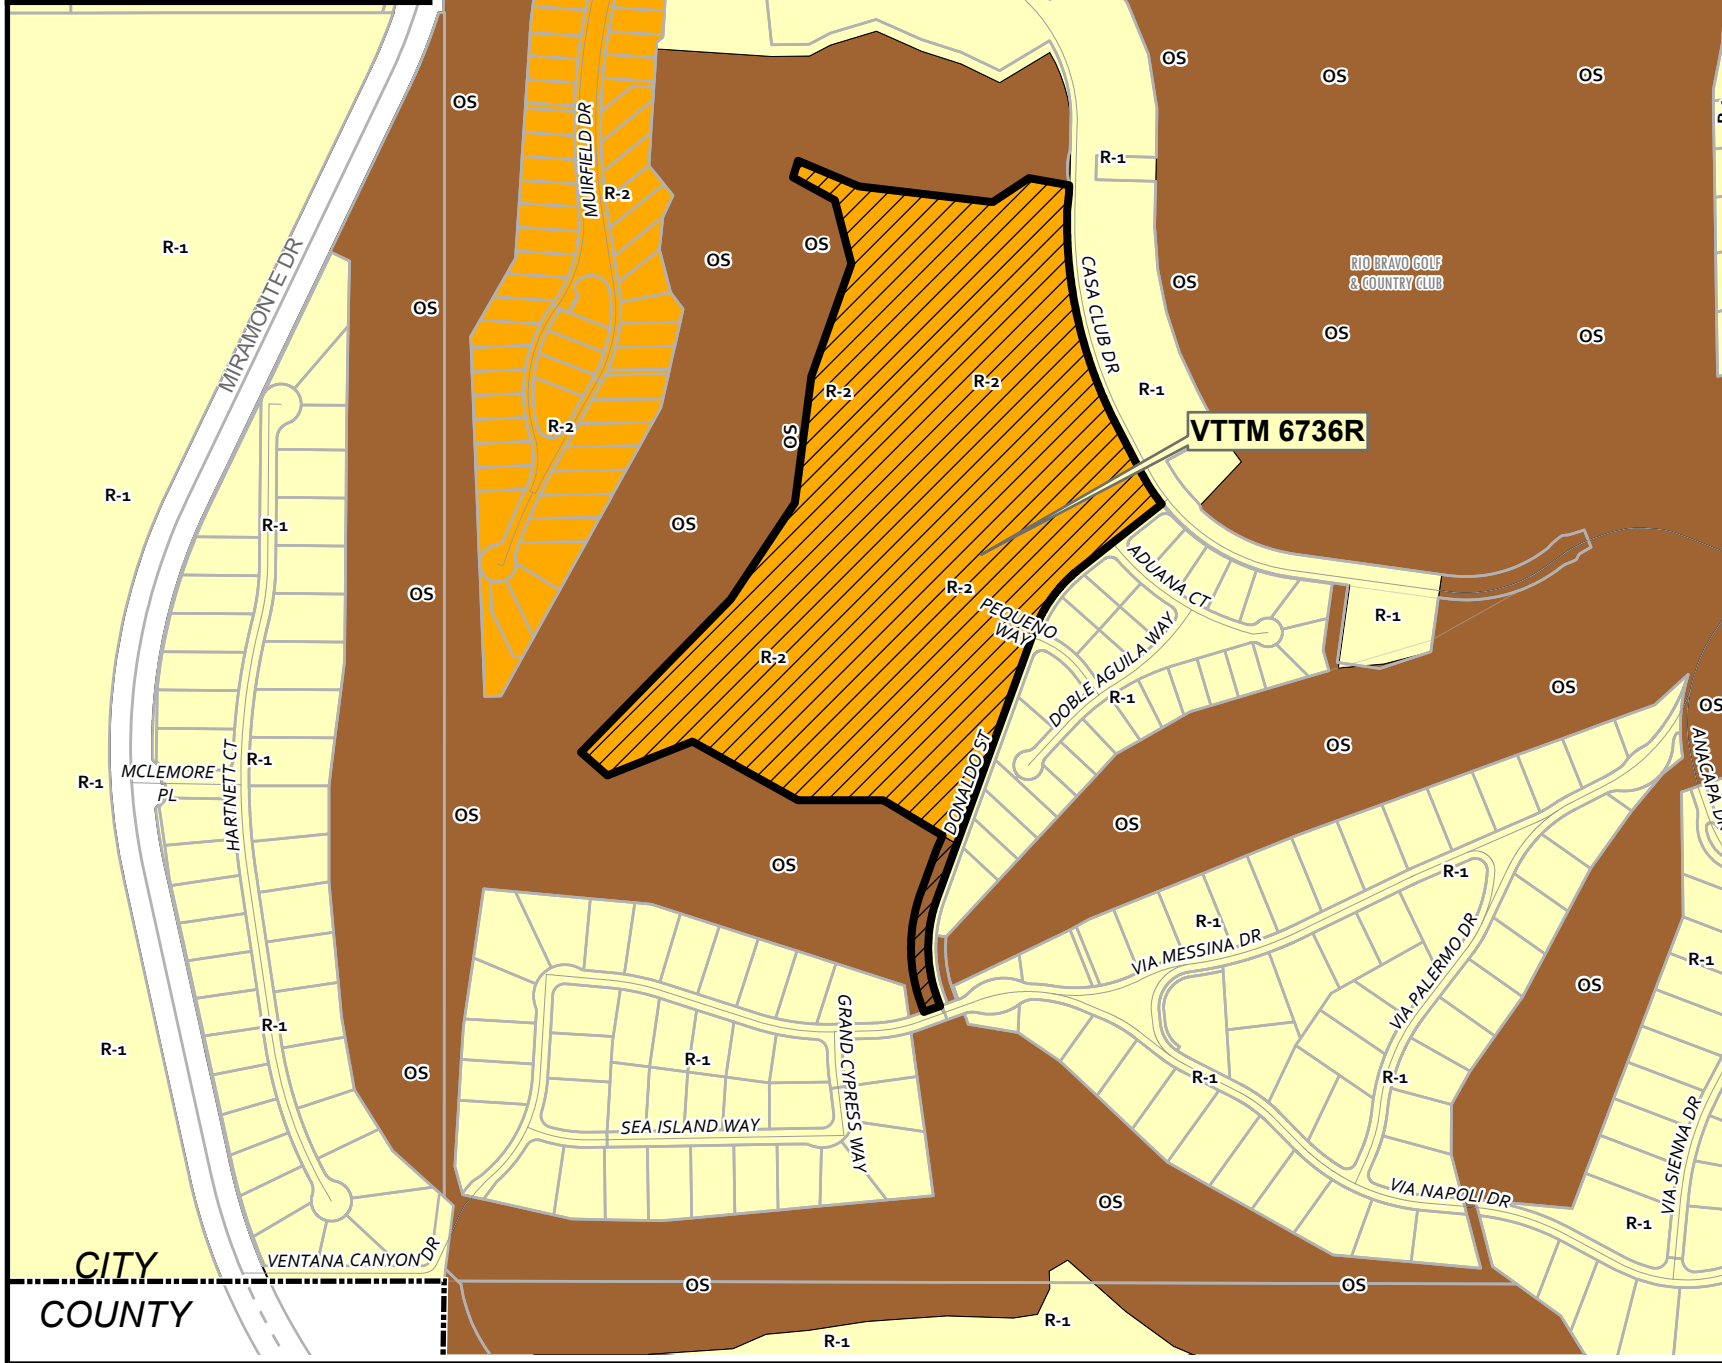 OS
OS
OS
OS
MUIRFIELD DR
R-1
R-2
R-1
MIRAMONTE DR
OS
OS
CASA CLUB DR
OS
RIO BRAVO GOLF
& COUNTRY CLUB
OS
OS
OS
R-2
R-2
R-1
R-2
OS
VTTM 6736R
R-1
R-1
OS
OS
R-2
ADUANA CT
PEQUENO
WAY
R-1
R-2
DOBLE AGUILA WAY
R-1
OS
OS
OS
DONALDO ST
ANACAPA DR
R-1
R-1
MCLEMORE
PL
HARTNETT CT
OS
OS
OS
R-1
R-1
VIA MESSINA DR
VIA PALERMO DR
R-1
OS
R-1
R-1
GRAND CYPRESS WAY
R-1
OS
R-1
R-1
SEA ISLAND WAY
VIA SIENNA DR
VIA NAPOLI DR
OS
R-1
VENTANA CANYON DR
CITY
COUNTY
OS
OS
R-1
R-1